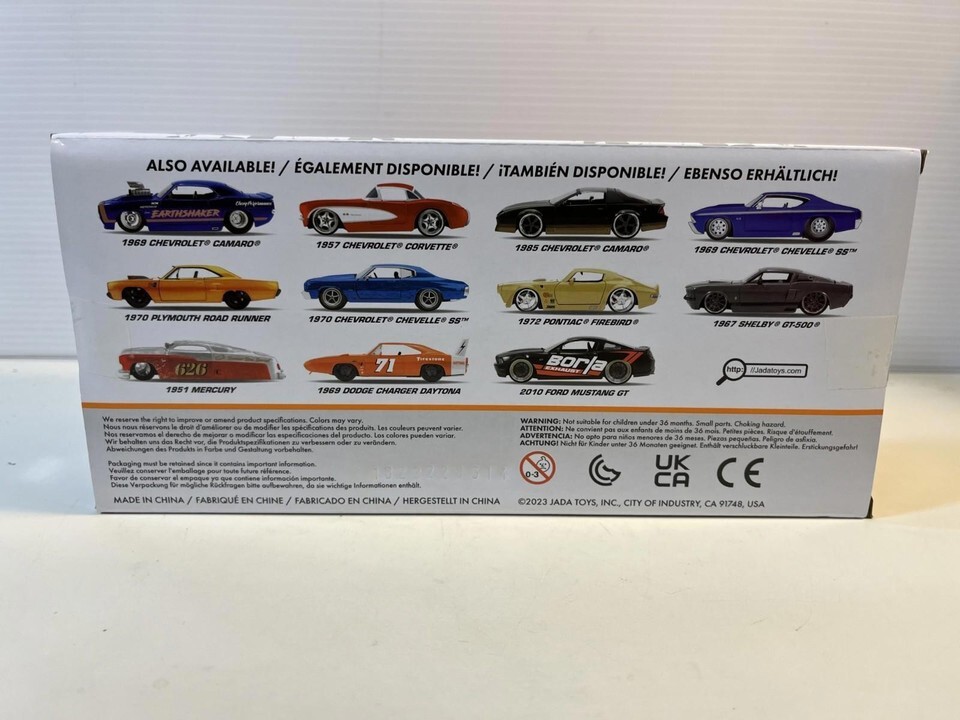 ALSO AVAILABLE! / ÉGALEMENT DISPONIBLE! / ¡TAMBIÉN DISPONIBLE! / EBENSO ERHÄLTLICH!
EARTHSHAKER
1969 CHEVROLET® CAMARO®
1957 CHEVROLET® CORVETTE®
1985 CHEVROLET® CAMARO®
1969 CHEVROLET® CHEVELLE SS™
1970 PLYMOUTH ROAD RUNNER
1970 CHEVROLET® CHEVELLE SS™
1972 PONTIAC® FIREBIRD®
1967 SHELBY® GT-500®
626
1951 MERCURY
71 FIRESTONE
1969 DODGE CHARGER DAYTONA
Borla
EXHAUST
2010 FORD MUSTANG GT
http: //Jadatoys.com
We reserve the right to improve or amend product specifications. Colors may vary.
Nous nous réservons le droit d'améliorer ou de modifier les spécifications des produits. Les couleurs peuvent varier.
Nos reservamos el derecho de mejorar o modificar las especificaciones del producto. Los colores pueden variar.
Wir behalten uns das Recht vor, die Produktspezifikationen zu verbessern oder zu verändern.
Abweichungen des Produkts in Farbe und Gestaltung vorbehalten.
Packaging must be retained since it contains important information.
Veuillez conserver l'emballage pour toute future référence.
Favor de conservar el empaque ya que contiene información importante.
Diese Verpackung für mögliche Rückfragen bitte aufbewahren, da sie wichtige Informationen enthält.
MADE IN CHINA / FABRIQUÉ EN CHINE / FABRICADO EN CHINA / HERGESTELLT IN CHINA
WARNING: Not suitable for children under 36 months. Small parts. Choking hazard.
ATTENTION: Ne convient pas aux enfants de moins de 36 mois. Petites pièces. Risque d'étouffement.
ADVERTENCIA: No apto para niños menores de 36 meses. Piezas pequeñas. Peligro de asfixia.
ACHTUNG: Nicht für Kinder unter 36 Monaten geeignet. Enthält verschluckbare Kleinteile. Erstickungsgefahr!
0-3
UK
CA
CE
©2023 JADA TOYS, INC., CITY OF INDUSTRY, CA 91748, USA